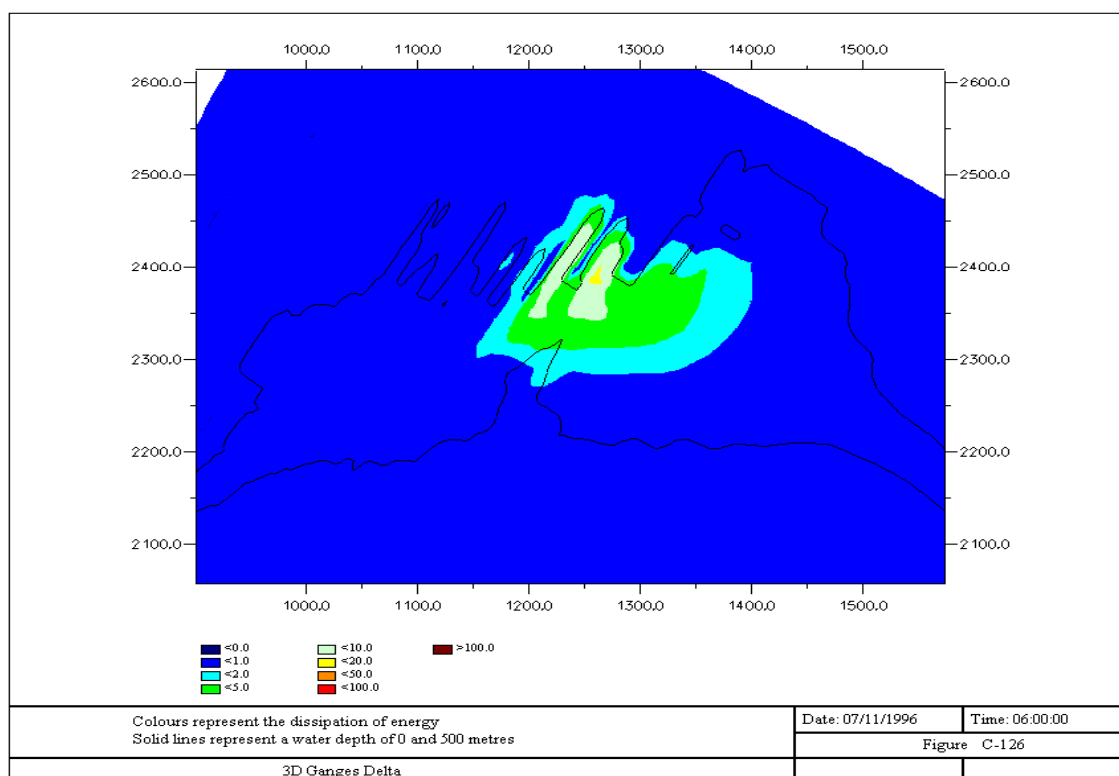 1000.0 1100.0 1200.0 1300.0 1400.0 1500.0
2600.0 2600.0
2500.0 2500.0
2400.0 2400.0
2300.0 2300.0
2200.0 2200.0
2100.0 2100.0
1000.0 1100.0 1200.0 1300.0 1400.0 1500.0
<0.0 <10.0 >100.0
<1.0 <20.0
<2.0 <50.0
<5.0 <100.0
Colours represent the dissipation of energy
Solid lines represent a water depth of 0 and 500 metres
Date: 07/11/1996 Time: 06:00:00
Figure C-126
3D Ganges Delta